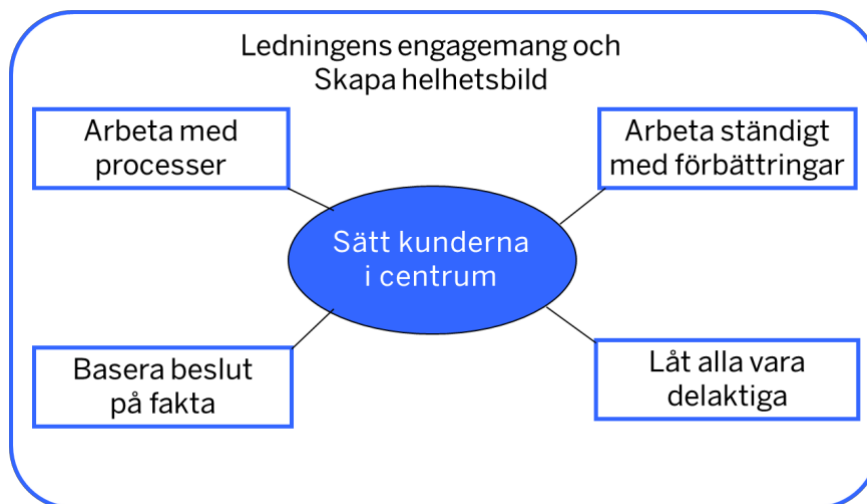 Ledningens engagemang och
Skapa helhetsbild
Arbeta med
processer
Arbeta ständigt
med förbättringar
Sätt kunderna
i centrum
Basera beslut
på fakta
Låt alla vara
delaktiga